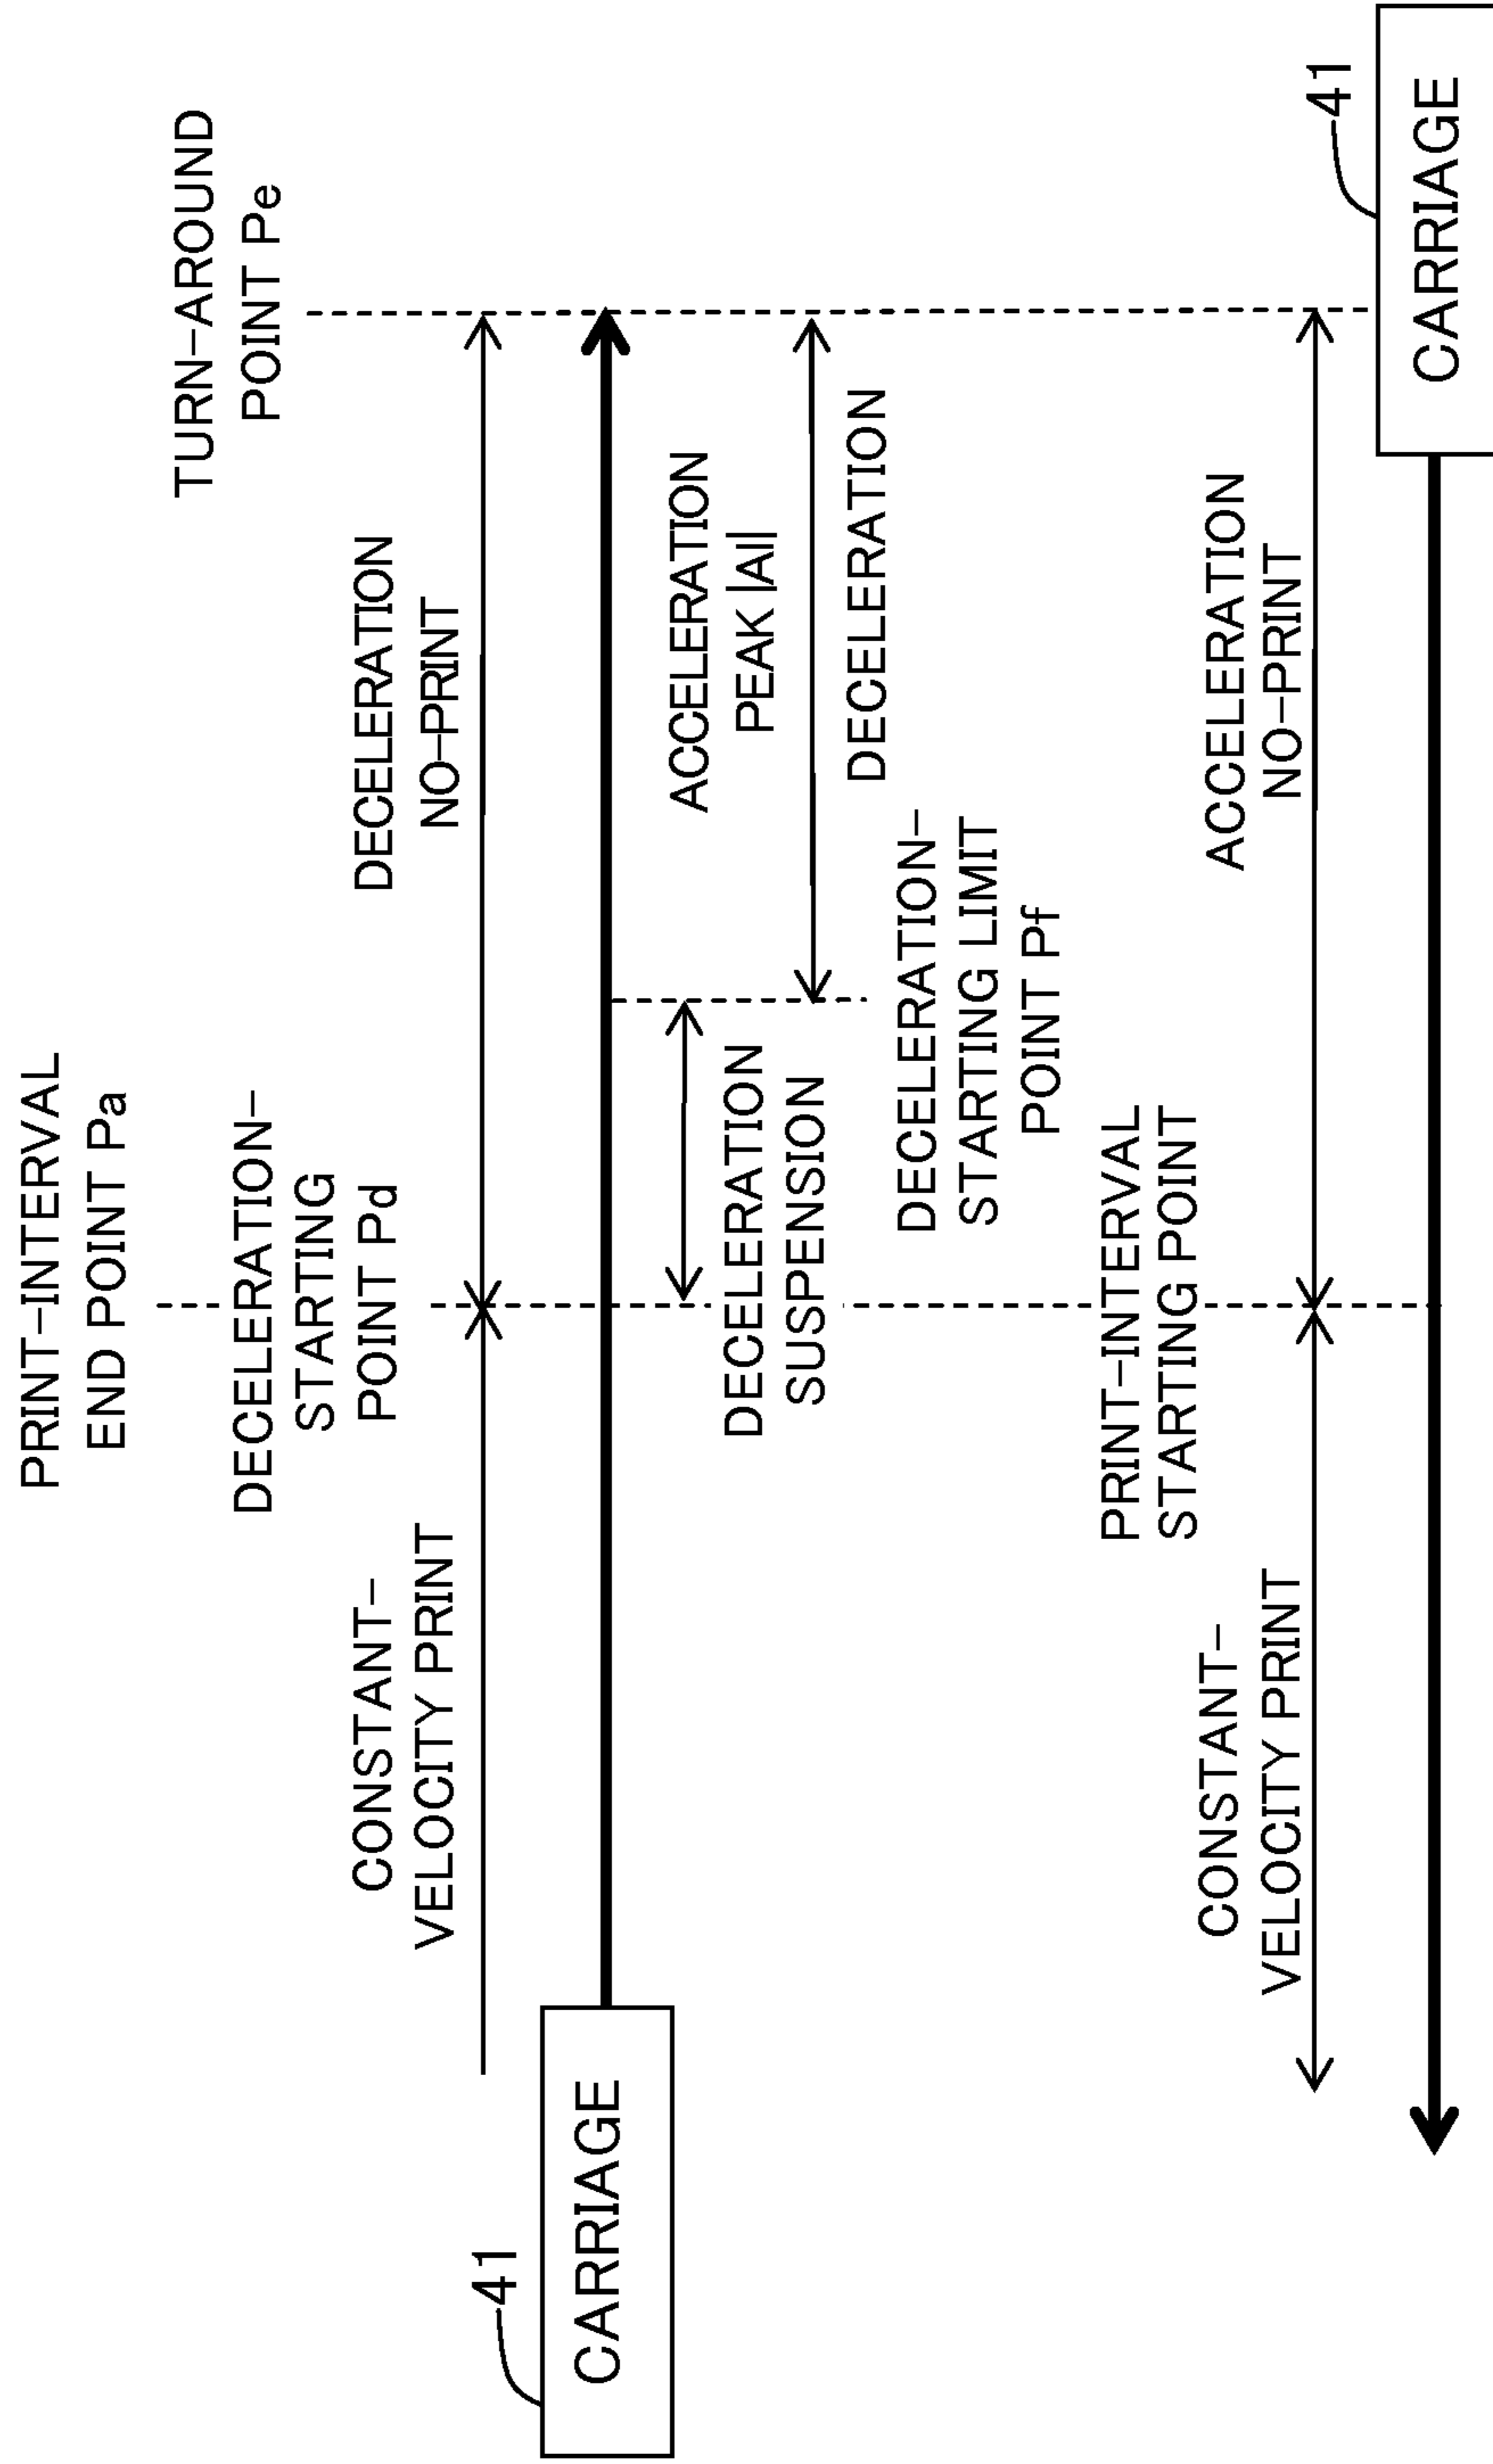 PRINT-INTERVAL
END POINT Pa
TURN-AROUND
POINT Pe
DECELERATION-
STARTING
POINT Pd
CONSTANT-
VELOCITY PRINT
DECELERATION
NO-PRINT
41
CARRIAGE
ACCELERATION
PEAK|AI|
DECELERATION
SUSPENSION
DECELERATION
DECELERATION-
STARTING LIMIT
POINT Pf
PRINT-INTERVAL
STARTING POINT
CONSTANT-
VELOCITY PRINT
ACCELERATION
NO-PRINT
41
CARRIAGE